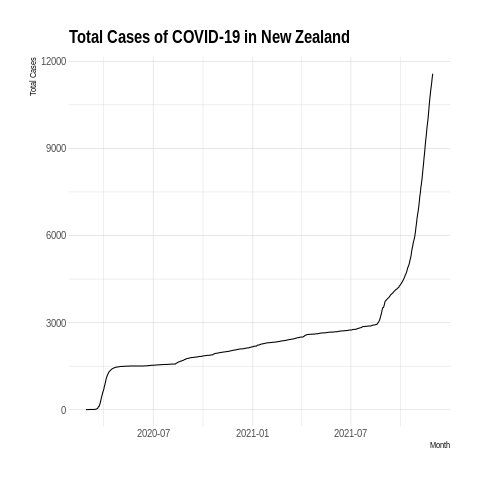 Total Cases of COVID-19 in New Zealand
Total Cases
12000
9000
6000
3000
0
2020-07 2021-01 2021-07
Month